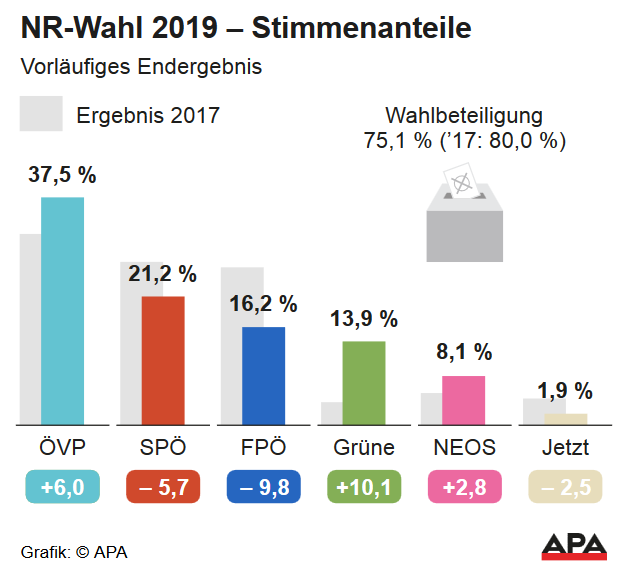 NR-Wahl 2019 – Stimmenanteile
Vorläufiges Endergebnis
Ergebnis 2017
Wahlbeteiligung
75,1 % (’17: 80,0 %)
37,5 %
21,2 %
16,2 %
13,9 %
8,1 %
1,9 %
ÖVP SPÖ FPÖ Grüne NEOS Jetzt
+6,0 – 5,7 – 9,8 +10,1 +2,8 – 2,5
Grafik: © APA
APA